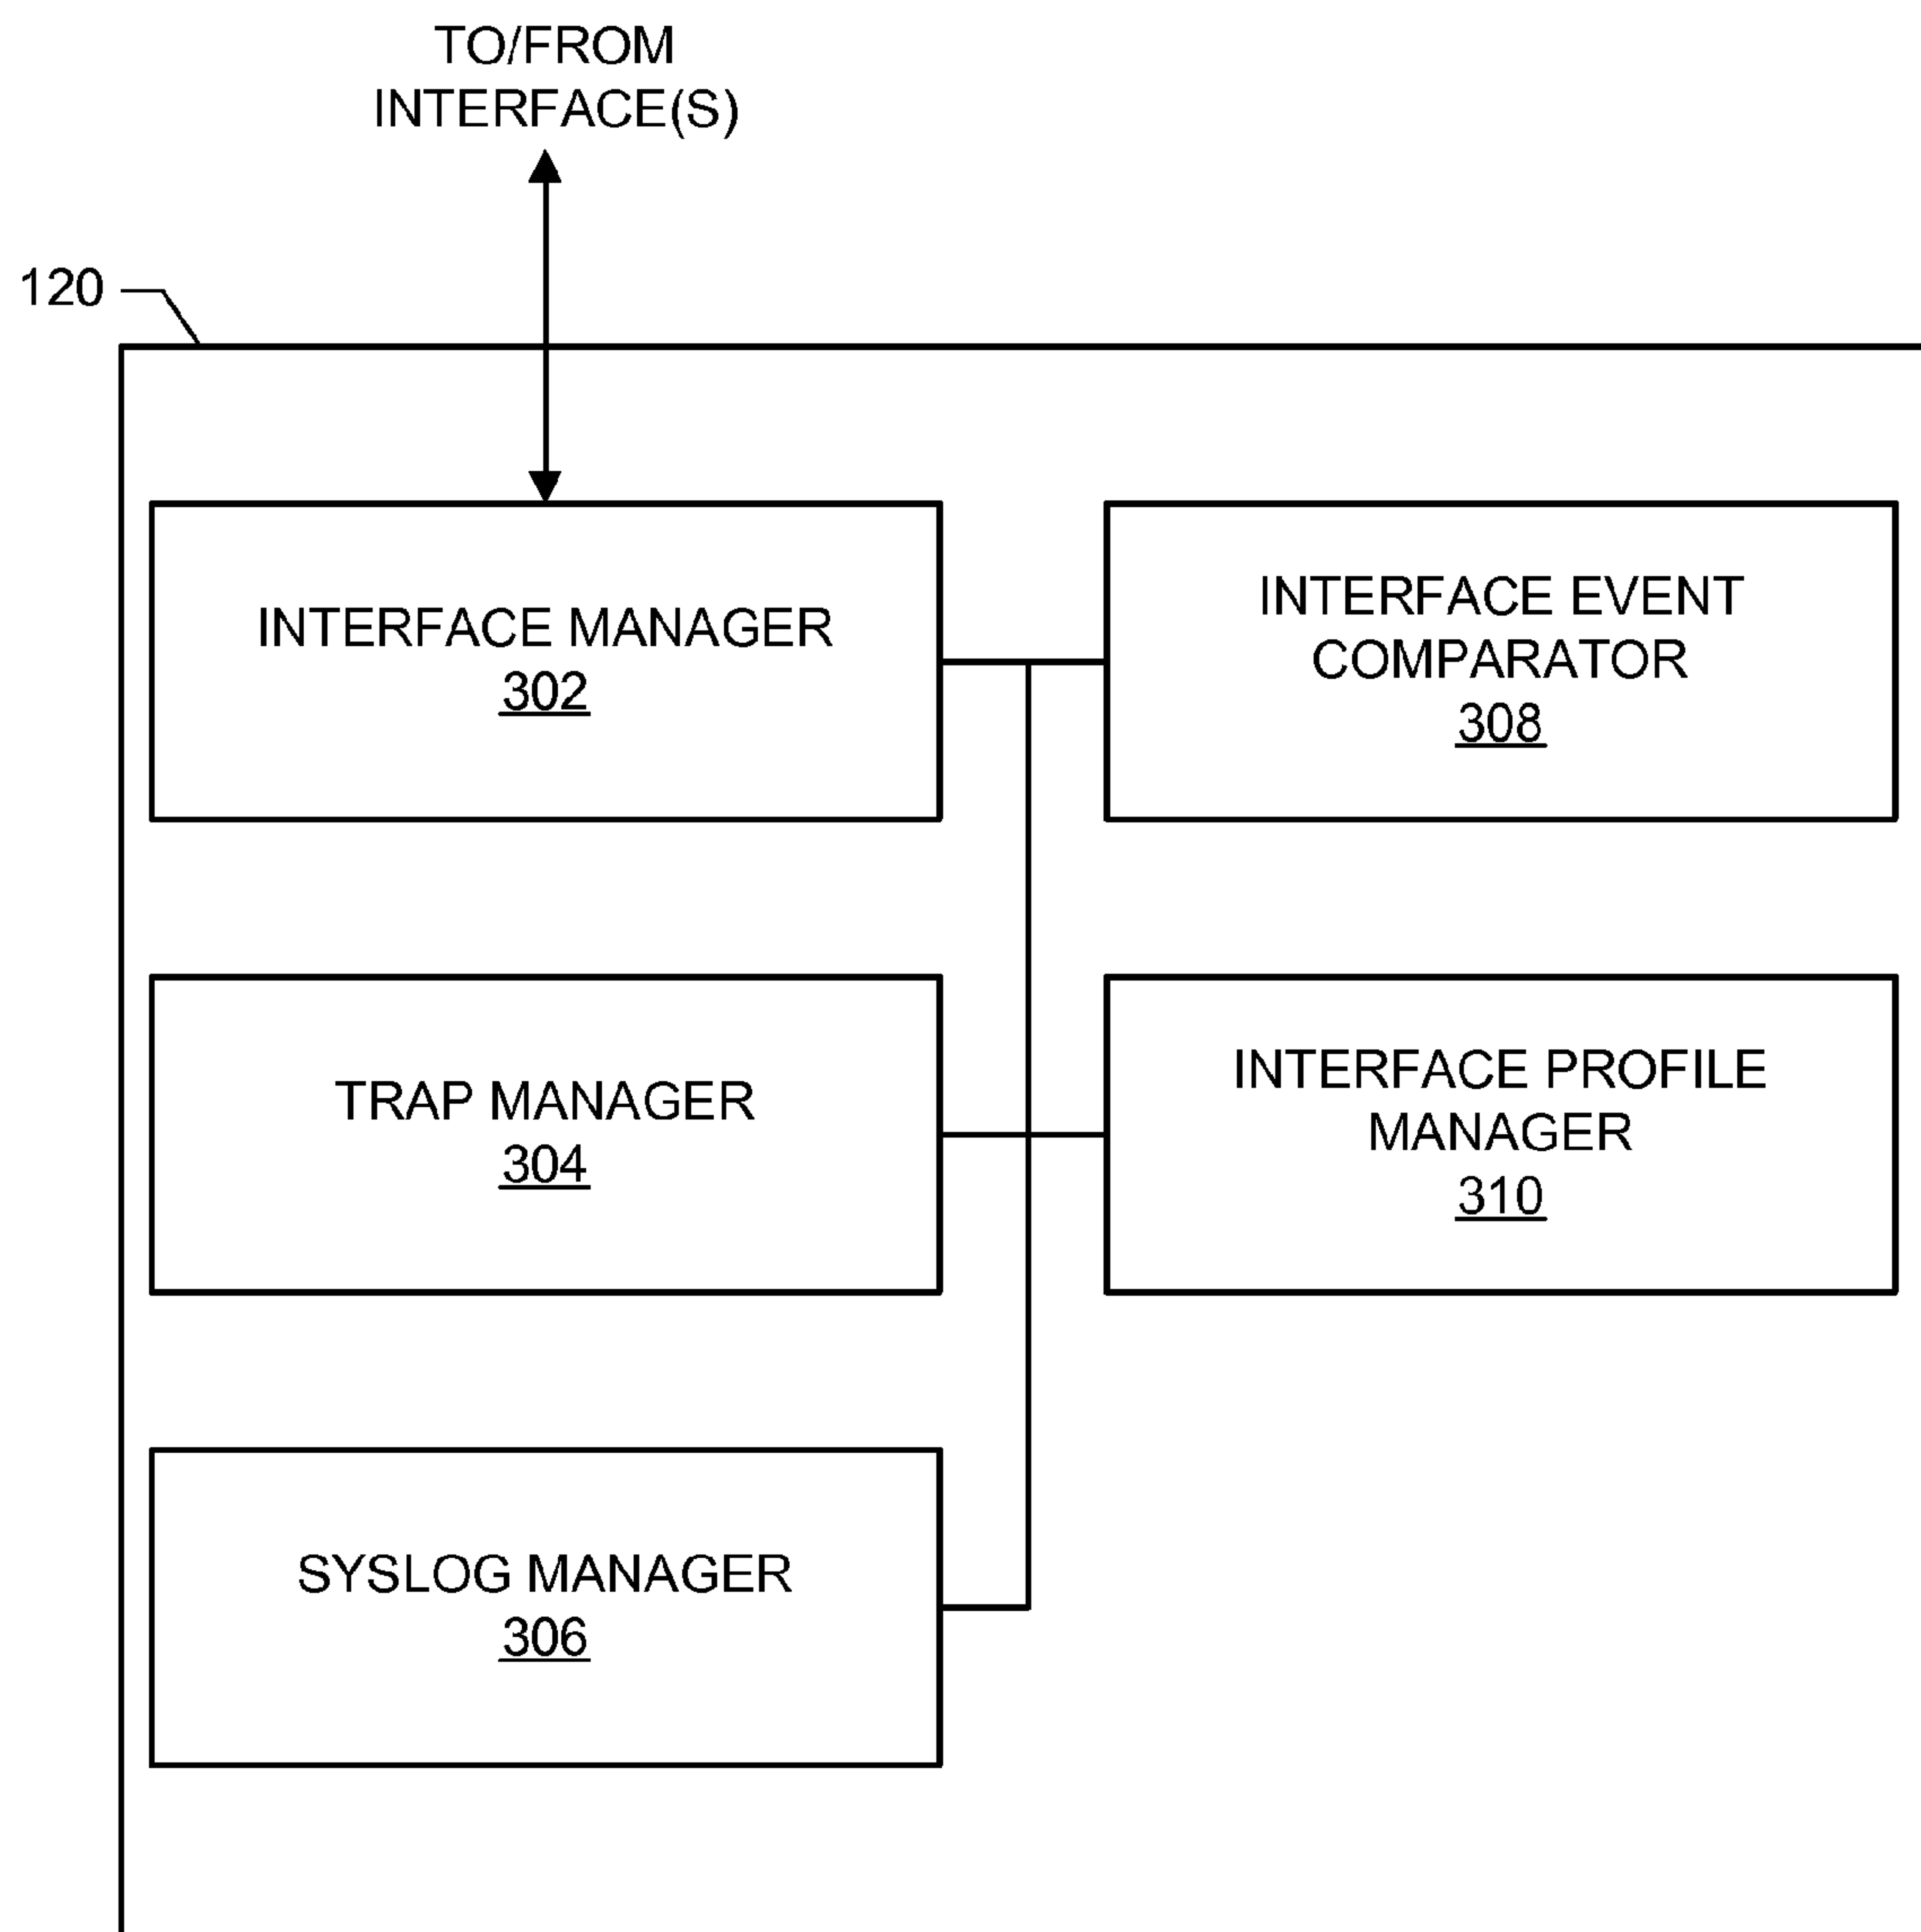 TO/FROM
INTERFACE(S)
120
INTERFACE MANAGER
302
INTERFACE EVENT
COMPARATOR
308
TRAP MANAGER
304
INTERFACE PROFILE
MANAGER
310
SYSLOG MANAGER
306